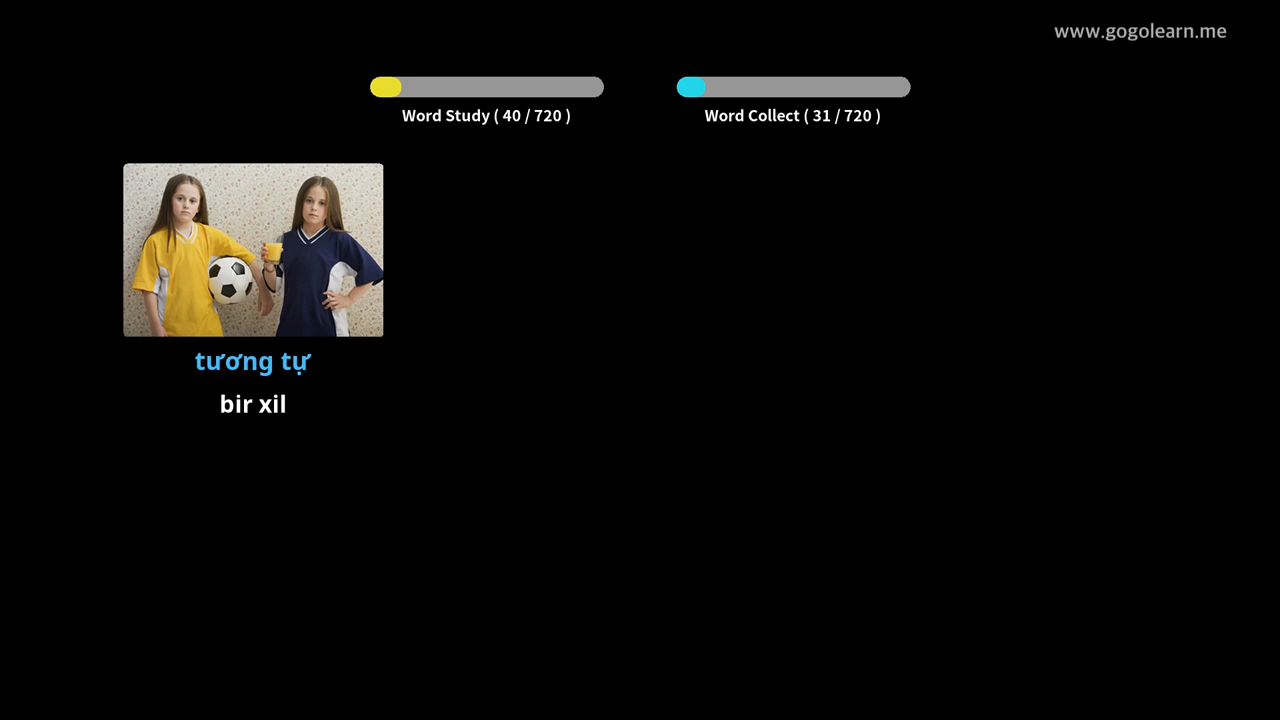 www.gogolearn.me
Word Study ( 40 / 720 )
Word Collect ( 31 / 720 )
tương tự
bir xil